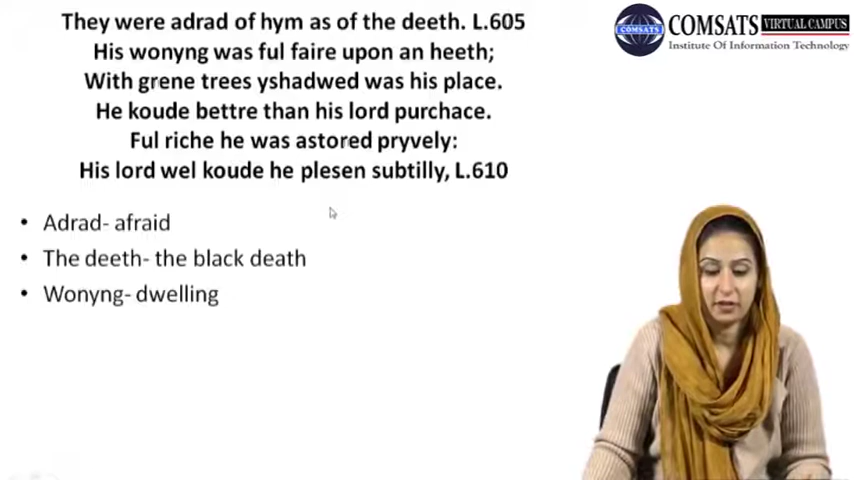 They were adrad of hym as of the deeth. L.605
His wonyng was ful faire upon an heeth;
With grene trees yshadwed was his place.
He koude bettre than his lord purchace.
Ful riche he was astored pryvely:
His lord wel koude he plesen subtilly, L.610
• Adrad- afraid
• The deeth- the black death
• Wonyng- dwelling
COMSATS
COMSATS VIRTUAL CAMPUS
Institute Of Information Technology